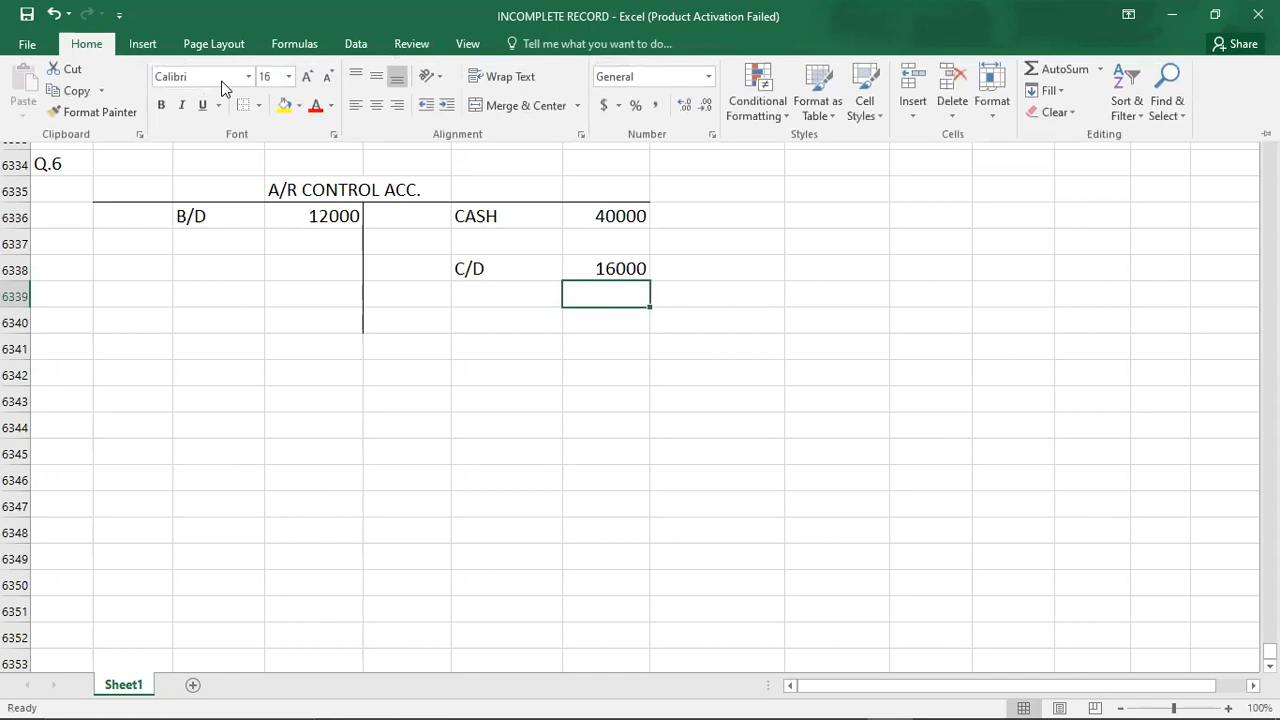 INCOMPLETE RECORD - Excel (Product Activation Failed)
File Home Insert Page Layout Formulas Data Review View Tell me what you want to do... Share
Paste Cut Copy Format Painter
Clipboard
Calibri 16
B I U A
Font
Wrap Text
Merge & Center
Alignment
General
$ % ,
Number
Conditional Formatting
Format as Table
Cell Styles
Styles
Insert Delete Format
Cells
AutoSum
Fill
Clear
Sort & Filter
Find & Select
Editing
6334 Q.6
6335 A/R CONTROL ACC.
6336 B/D 12000 CASH 40000
6337
6338 C/D 16000
6339
6340
6341
6342
6343
6344
6345
6346
6347
6348
6349
6350
6351
6352
6353
Sheet1
Ready 100%